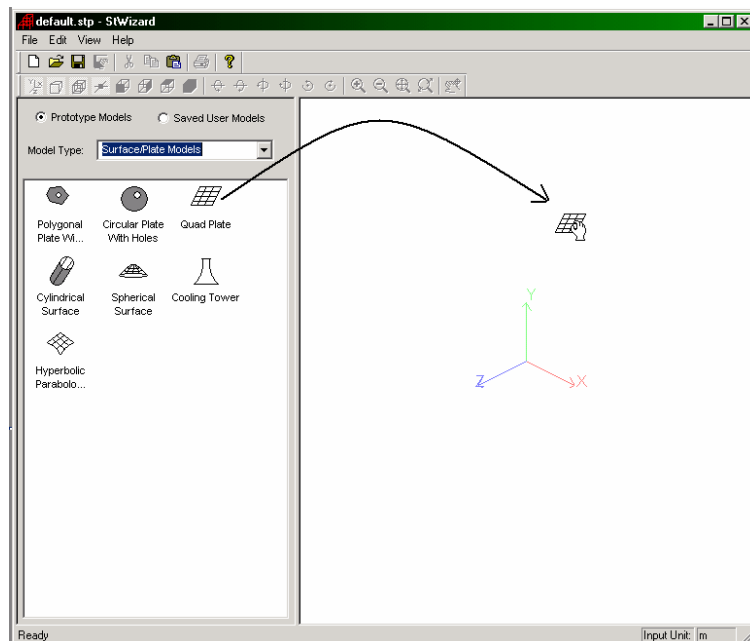 default.stp - StWizard
File Edit View Help
Prototype Models Saved User Models
Model Type: Surface/Plate Models
Polygonal
Plate Wi...
Circular Plate
With Holes
Quad Plate
Cylindrical
Surface
Spherical
Surface
Cooling Tower
Hyperbolic
Parabolo...
Y
Z
X
Ready
Input Unit: m